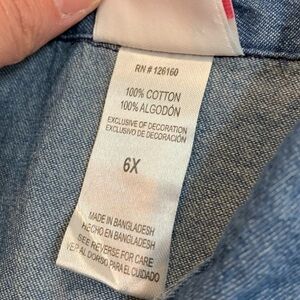 RN # 126160
100% COTTON
100% ALGODÓN
EXCLUSIVE OF DECORATION
EXCLUSIVO DE DECORACIÓN
6X
MADE IN BANGLADESH
HECHO EN BANGLADESH
SEE REVERSE FOR CARE
VER AL DORSO PARA EL CUIDADO